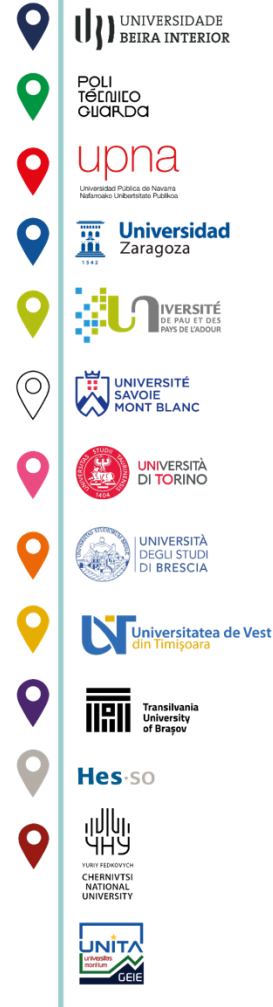 UNIVERSIDADE
BEIRA INTERIOR
POLI
TÉCNICO
GUARDA
upna
Universidad Pública de Navarra
Nafarroako Unibertsitate Publikoa
Universidad
Zaragoza
1542
UNIVERSITÉ
DE PAU ET DES
PAYS DE L'ADOUR
UNIVERSITÉ
SAVOIE
MONT BLANC
UNIVERSITÀ
DI TORINO
1404
UNIVERSITÀ
DEGLI STUDI
DI BRESCIA
Universitatea de Vest
din Timișoara
Transilvania
University
of Brașov
Hes·so
ЧНУ
YURIY FEDKOVYCH
CHERNIVTSI
NATIONAL
UNIVERSITY
UNITA
universitas
montium
GEIE